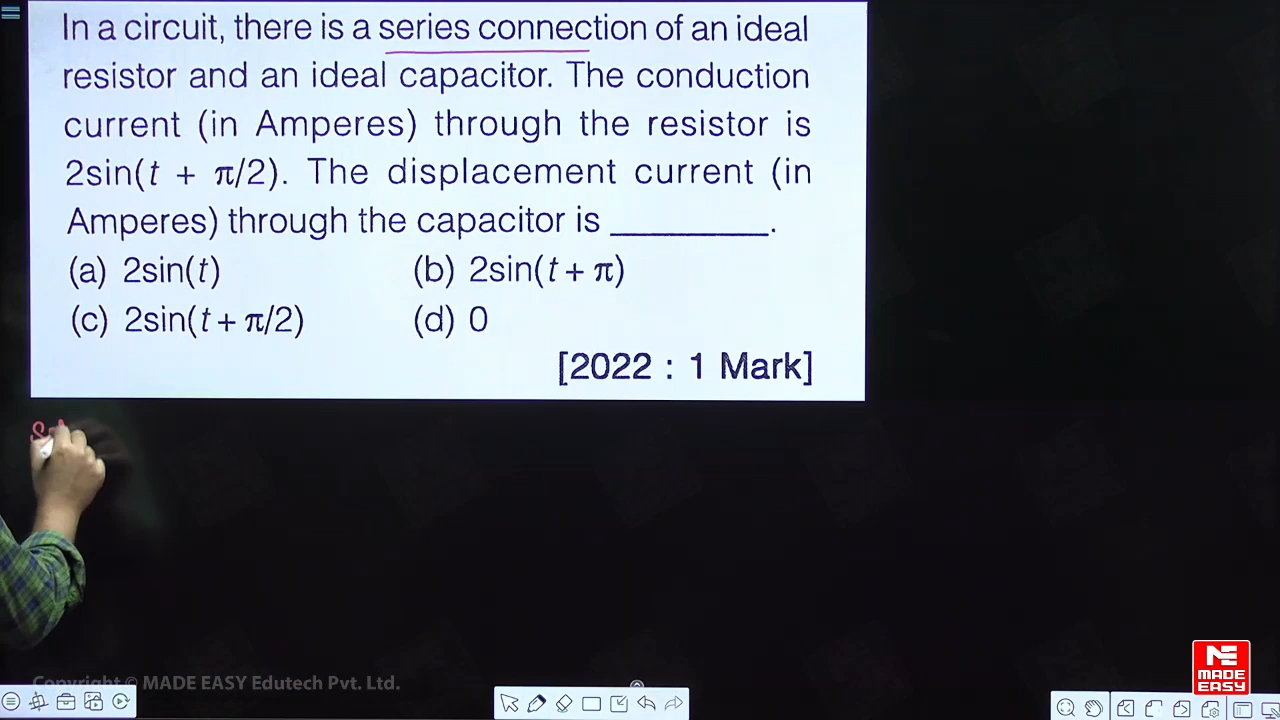 In a circuit, there is a series connection of an ideal
resistor and an ideal capacitor. The conduction
current (in Amperes) through the resistor is
2sin(t + π/2). The displacement current (in
Amperes) through the capacitor is ________.
(a) 2sin(t) (b) 2sin(t + π)
(c) 2sin(t + π/2) (d) 0
[2022 : 1 Mark]
Copyright © MADE EASY Edutech Pvt. Ltd.
ME
MADE
EASY